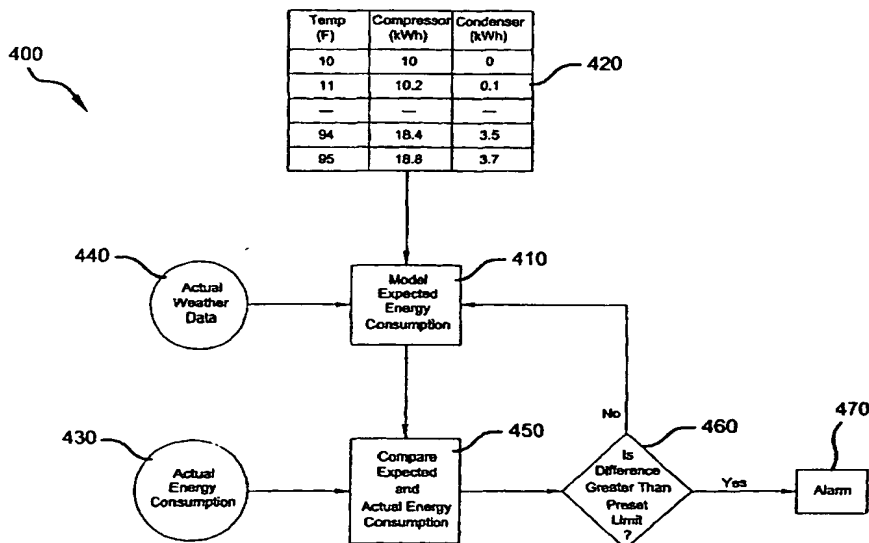 400
Temp Compressor Condenser
(F) (kWh) (kWh)
10 10 0
11 10.2 0.1
— — —
94 18.4 3.5
95 18.8 3.7
420
440
Actual
Weather
Data
410
Model
Expected
Energy
Consumption
430
Actual
Energy
Consumption
450
Compare
Expected
and
Actual Energy
Consumption
No
460
Is
Difference
Greater Than
Preset
Limit
?
Yes
470
Alarm